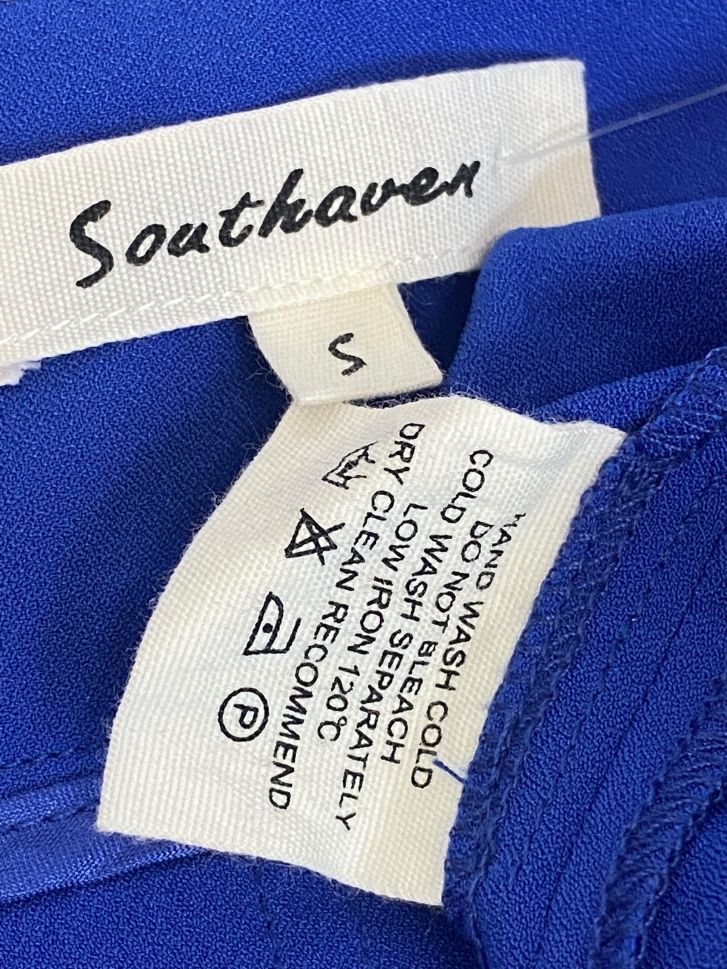 Southaven
S
HAND WASH COLD
DO NOT BLEACH
COLD WASH SEPARATELY
LOW IRON 120℃
DRY CLEAN RECOMMEND
P